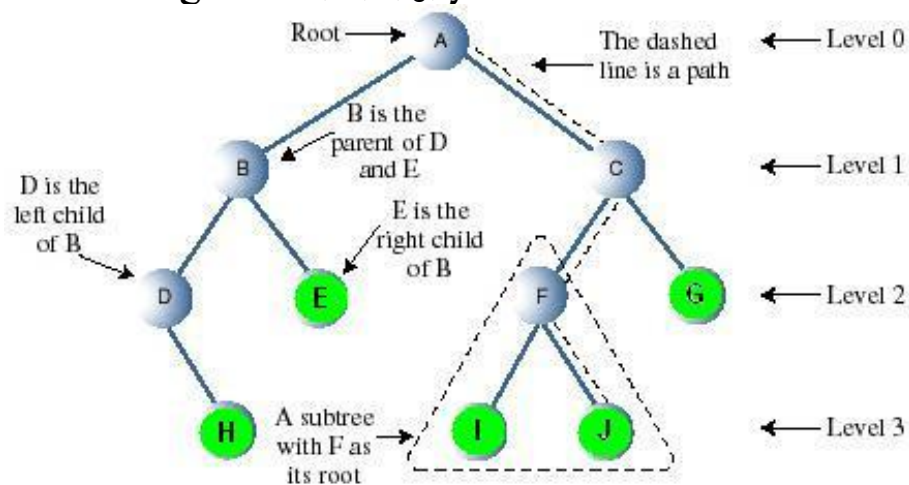 Root
A
The dashed
line is a path
Level 0
B is the
parent of D
and E
B
C
Level 1
D is the
left child
of B
E is the
right child
of B
D
E
F
G
Level 2
A subtree
with F as
its root
H
I
J
Level 3